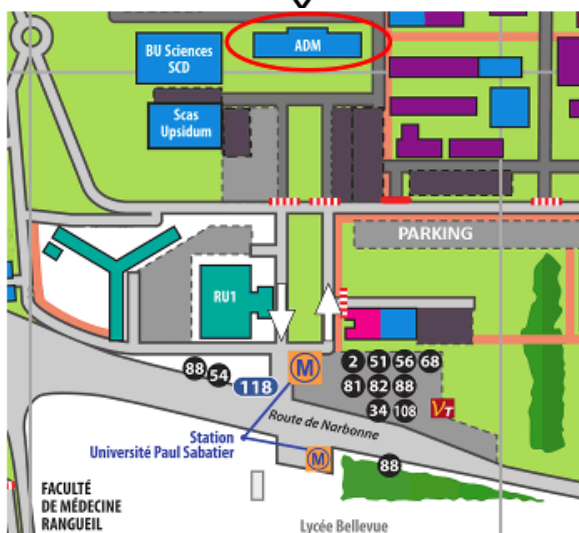 BU Sciences
SCD
ADM
Scas
Upsidum
PARKING
RU1
2 51 56 68
88 54
118
M
81 82 88
34 108 VT
Route de Narbonne
Station
Université Paul Sabatier
M
88
FACULTÉ
DE MÉDECINE
RANGUEIL
Lycée Bellevue